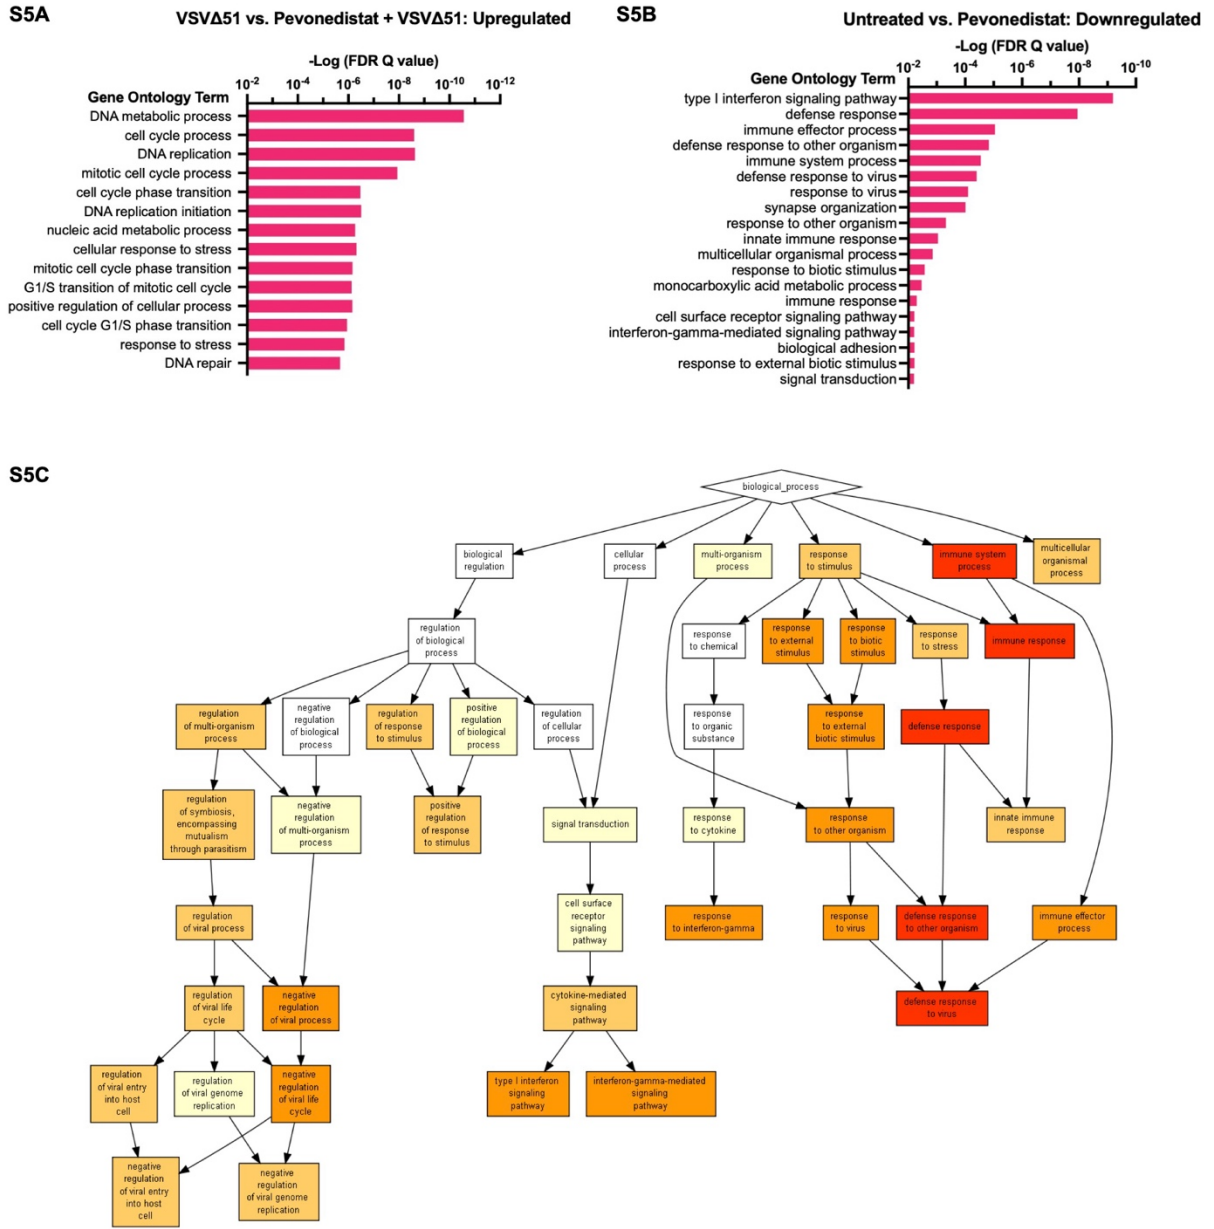 S5A
VSVΔ51 vs. Pevonedistat + VSVΔ51: Upregulated
-Log (FDR Q value)
10-2 10-4 10-6 10-8 10-10 10-12
Gene Ontology Term
DNA metabolic process
cell cycle process
DNA replication
mitotic cell cycle process
cell cycle phase transition
DNA replication initiation
nucleic acid metabolic process
cellular response to stress
mitotic cell cycle phase transition
G1/S transition of mitotic cell cycle
positive regulation of cellular process
cell cycle G1/S phase transition
response to stress
DNA repair
S5B
Untreated vs. Pevonedistat: Downregulated
-Log (FDR Q value)
10-2 10-4 10-6 10-8 10-10
Gene Ontology Term
type I interferon signaling pathway
defense response
immune effector process
defense response to other organism
immune system process
defense response to virus
response to virus
synapse organization
response to other organism
innate immune response
multicellular organismal process
response to biotic stimulus
monocarboxylic acid metabolic process
immune response
cell surface receptor signaling pathway
interferon-gamma-mediated signaling pathway
biological adhesion
response to external biotic stimulus
signal transduction
S5C
biological_process
biological
regulation
cellular
process
multi-organism
process
response
to stimulus
immune system
process
multicellular
organismal
process
regulation
of biological
process
response
to chemical
response
to external
stimulus
response
to biotic
stimulus
response
to stress
immune response
regulation
of multi-organism
process
negative
regulation
of biological
process
regulation
of response
to stimulus
positive
regulation
of biological
process
regulation
of cellular
process
response
to organic
substance
response
to external
biotic stimulus
defense response
regulation
of symbiosis,
encompassing
mutualism
through parasitism
negative
regulation
of multi-organism
process
positive
regulation
of response
to stimulus
signal transduction
response
to cytokine
response
to other organism
innate immune
response
regulation
of viral process
cell surface
receptor
signaling
pathway
response
to interferon-gamma
response
to virus
defense response
to other organism
immune effector
process
regulation
of viral life
cycle
negative
regulation
of viral process
cytokine-mediated
signaling
pathway
defense response
to virus
regulation
of viral entry
into host
cell
regulation
of viral genome
replication
negative
regulation
of viral life
cycle
type I interferon
signaling
pathway
interferon-gamma-mediated
signaling
pathway
negative
regulation
of viral entry
into host
cell
negative
regulation
of viral genome
replication